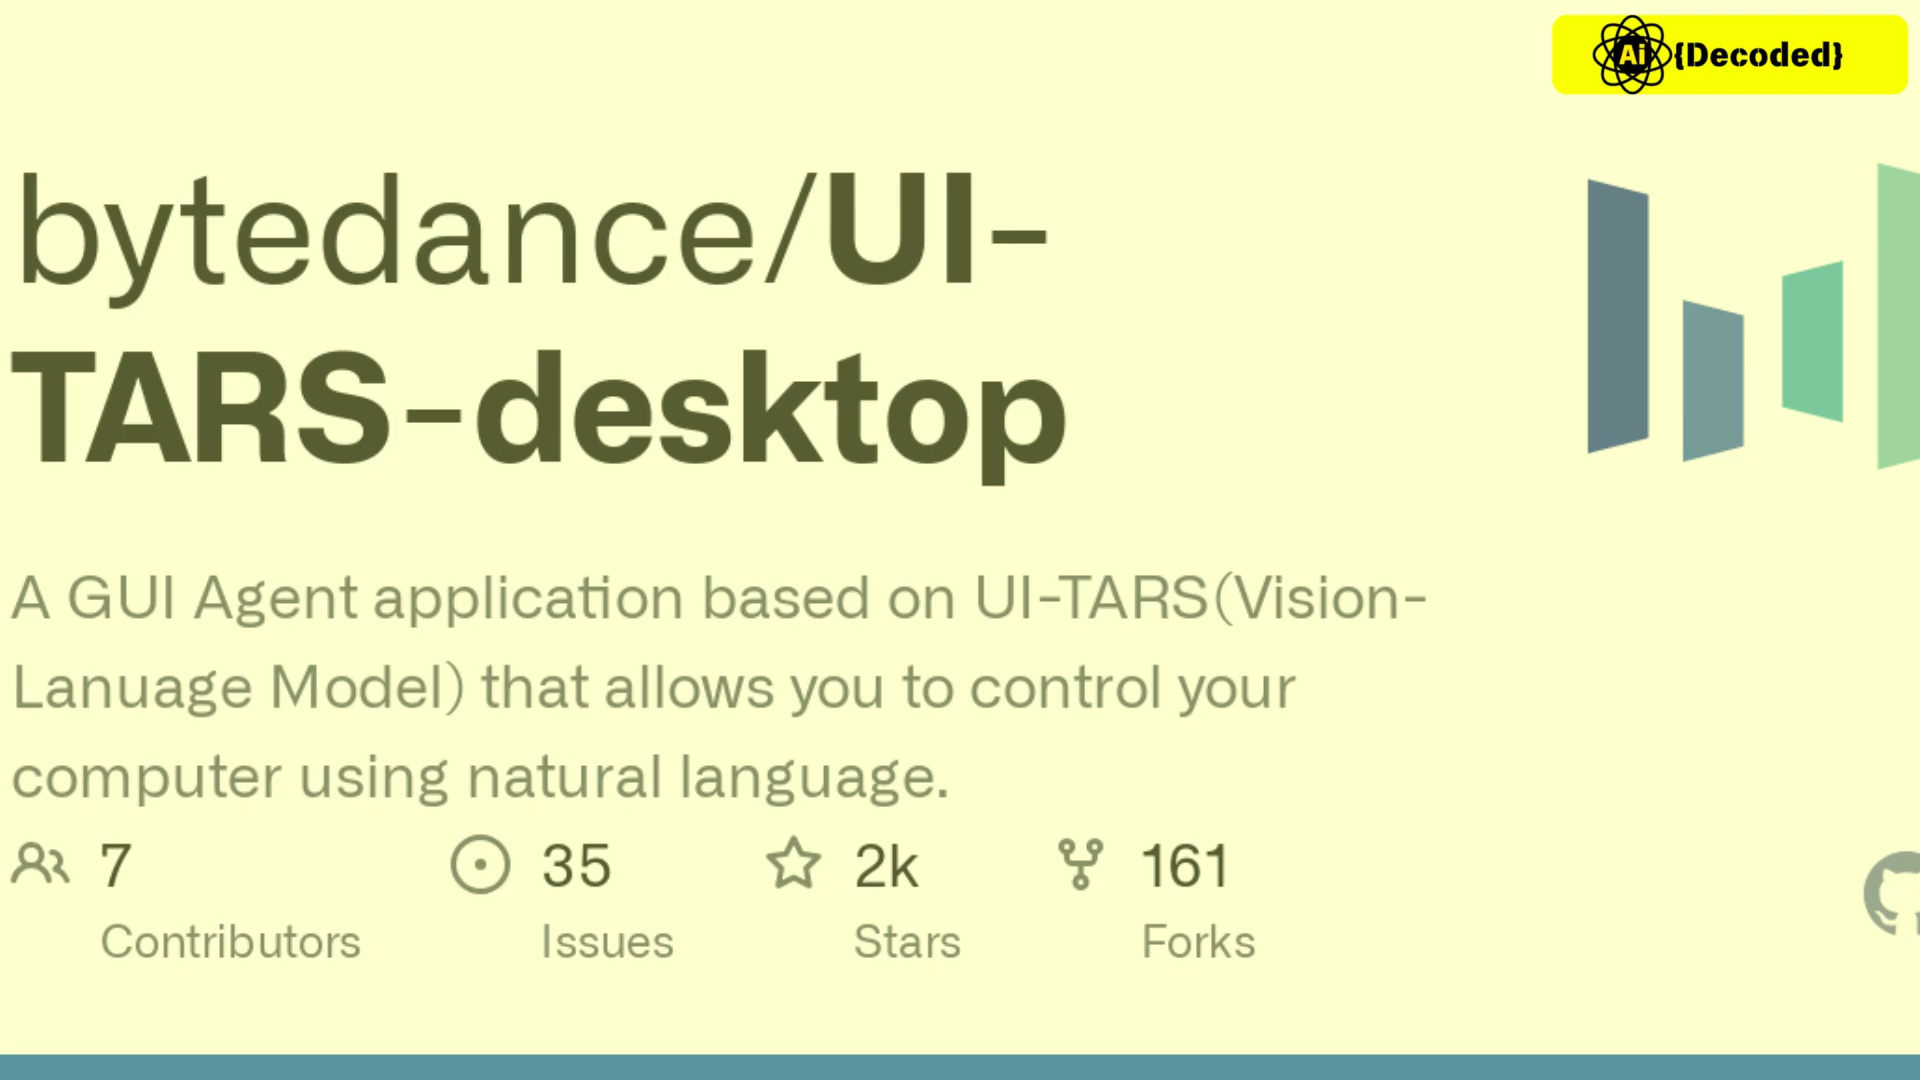 Ai {Decoded}
bytedance/UI-
TARS-desktop
A GUI Agent application based on UI-TARS(Vision-
Lanuage Model) that allows you to control your
computer using natural language.
7 35 2k 161
Contributors Issues Stars Forks